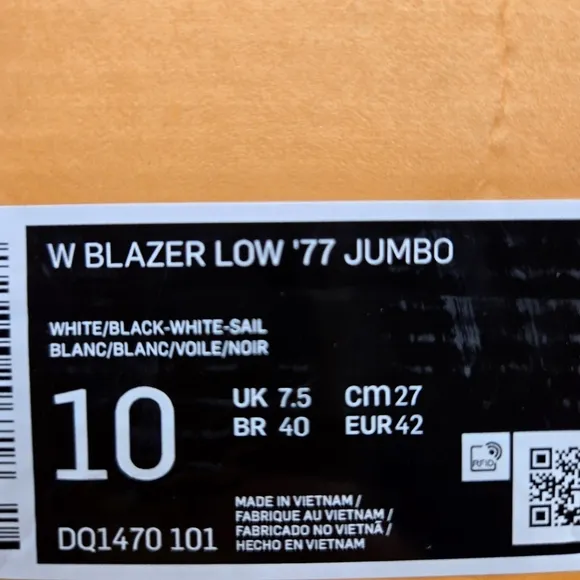 W BLAZER LOW '77 JUMBO
WHITE/BLACK-WHITE-SAIL
BLANC/BLANC/VOILE/NOIR
10
UK 7.5
cm 27
BR 40
EUR 42
RFID
MADE IN VIETNAM /
FABRIQUE AU VIETNAM /
FABRICADO NO VIETNÃ /
HECHO EN VIETNAM
DQ1470 101